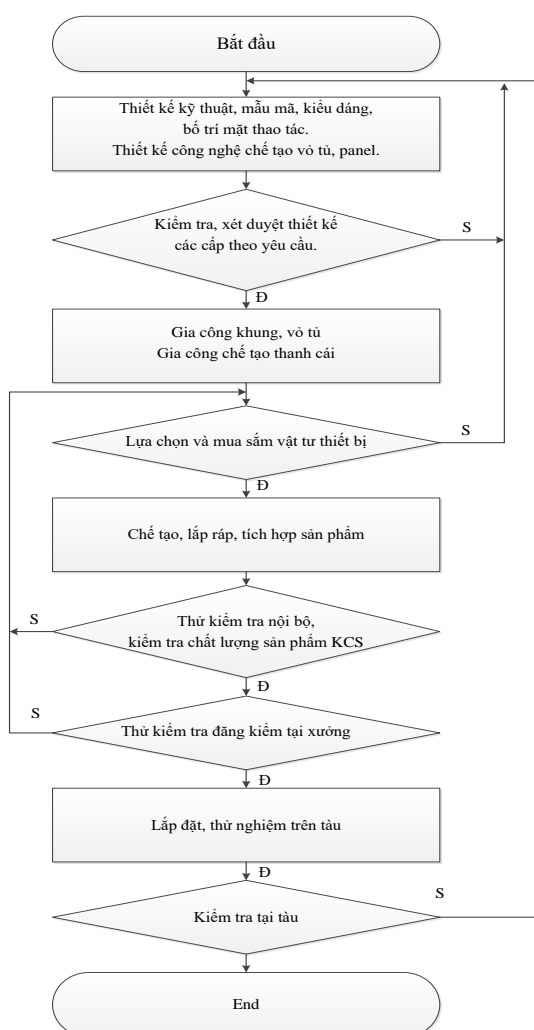 Bắt đầu
Thiết kế kỹ thuật, mẫu mã, kiểu dáng,
bố trí mặt thao tác.
Thiết kế công nghệ chế tạo vỏ tủ, panel.
Kiểm tra, xét duyệt thiết kế
các cấp theo yêu cầu.
S
Đ
Gia công khung, vỏ tủ
Gia công chế tạo thanh cái
Lựa chọn và mua sắm vật tư thiết bị
S
Đ
Chế tạo, lắp ráp, tích hợp sản phẩm
Thử kiểm tra nội bộ,
kiểm tra chất lượng sản phẩm KCS
S
Đ
Thử kiểm tra đăng kiểm tại xưởng
S
Đ
Lắp đặt, thử nghiệm trên tàu
Đ
Kiểm tra tại tàu
S
End